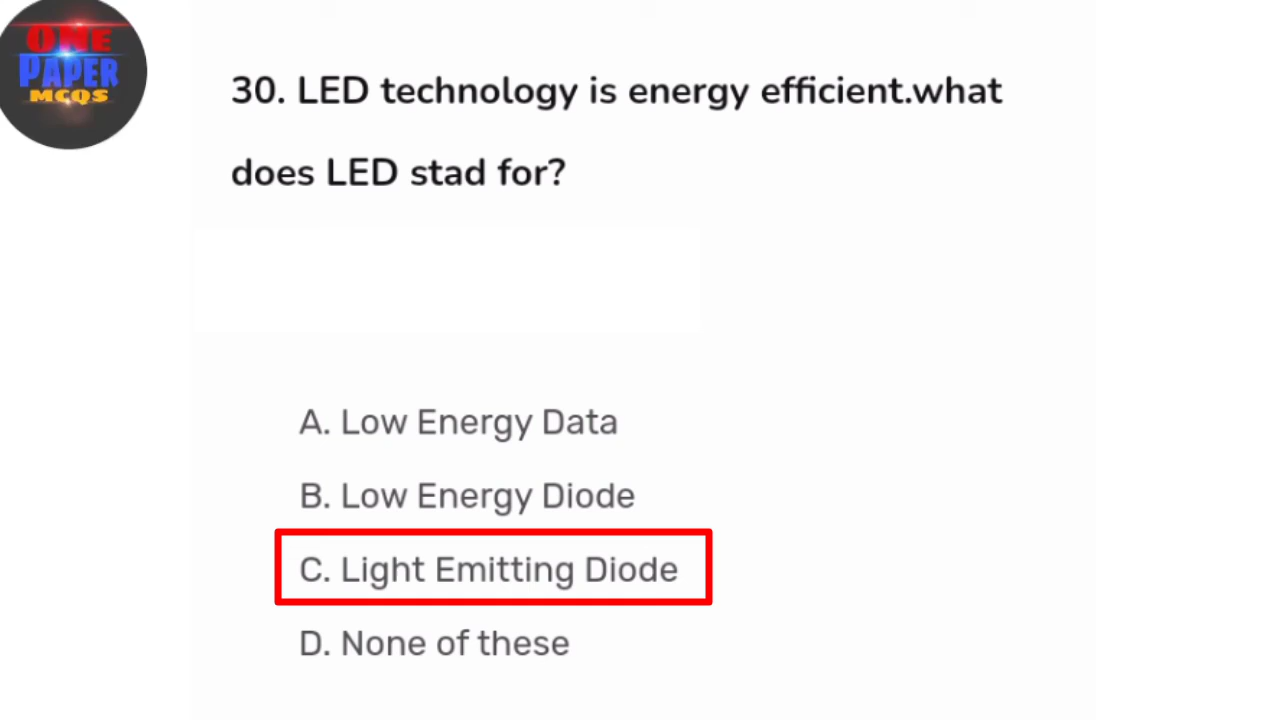 ONE
PAPER
MCQS
30. LED technology is energy efficient.what
does LED stad for?
A. Low Energy Data
B. Low Energy Diode
C. Light Emitting Diode
D. None of these